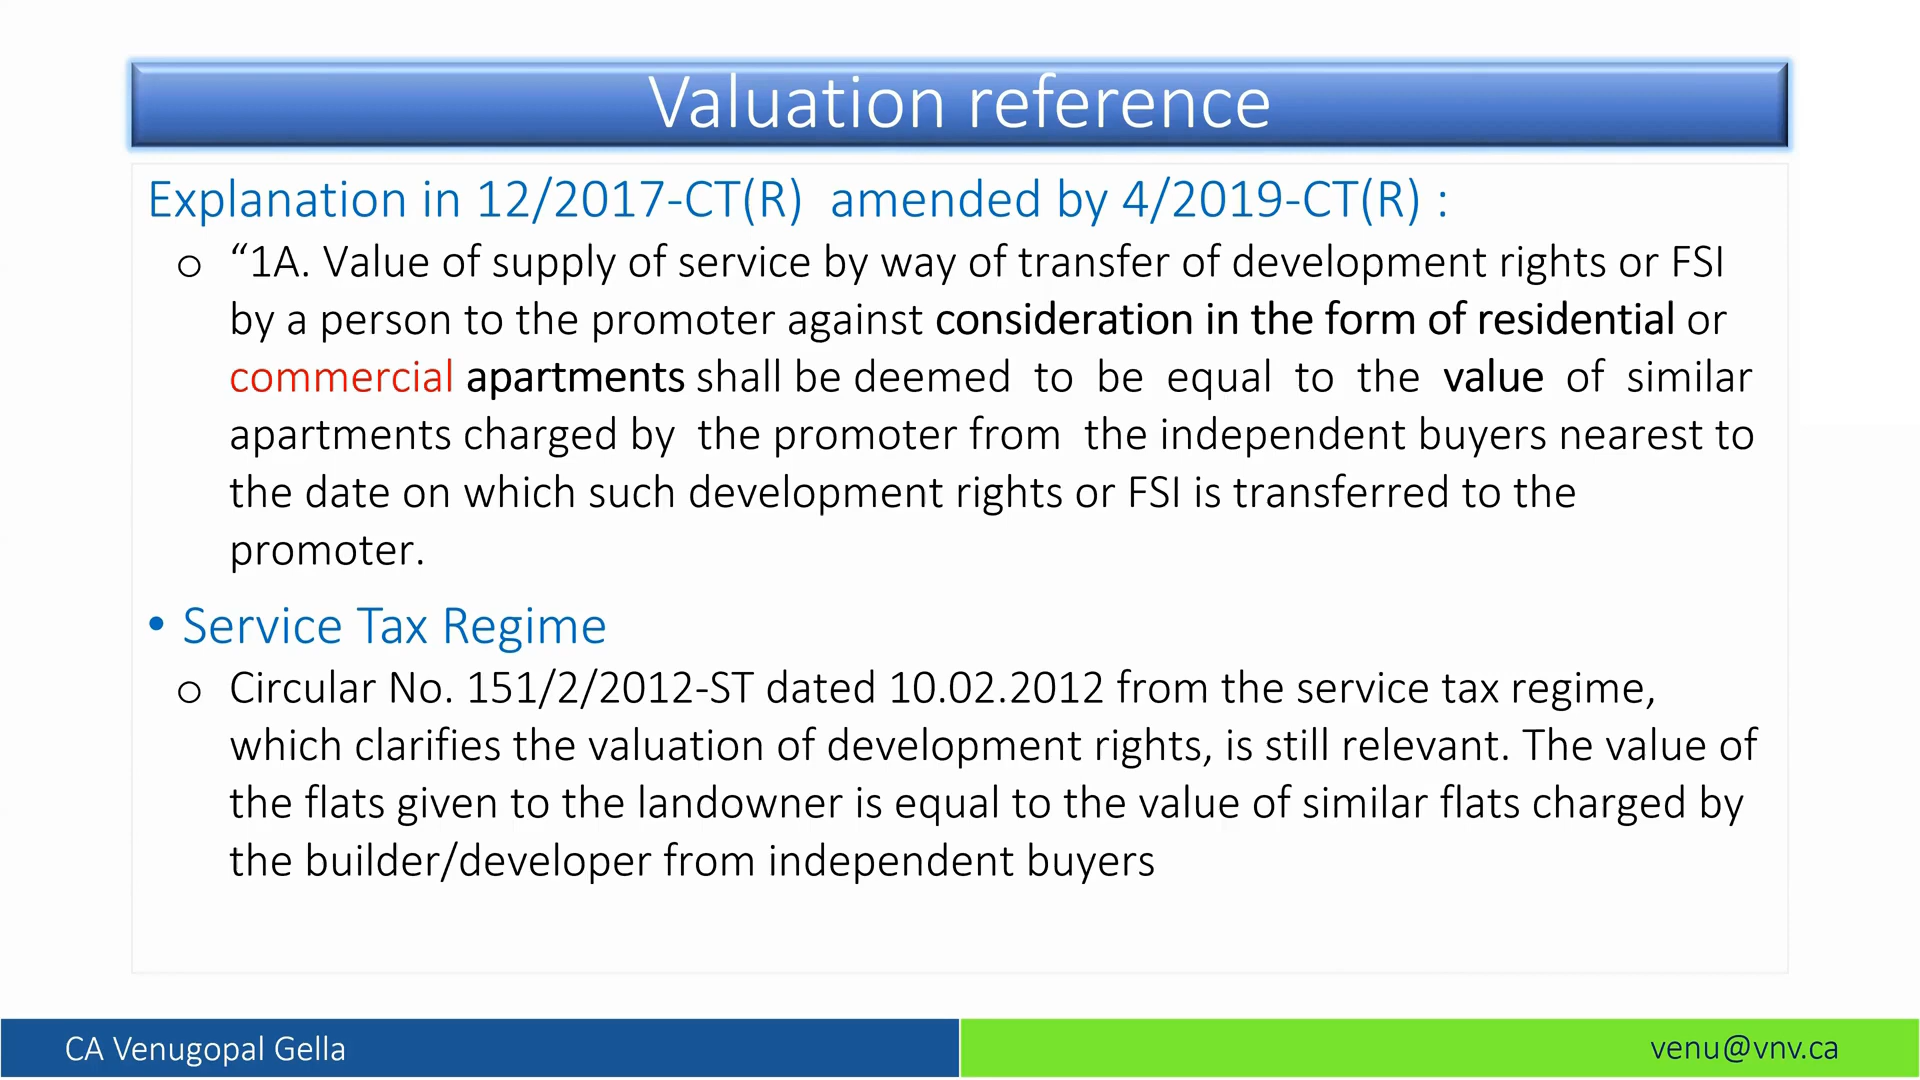 Valuation reference
Explanation in 12/2017-CT(R) amended by 4/2019-CT(R) :
o “1A. Value of supply of service by way of transfer of development rights or FSI
by a person to the promoter against consideration in the form of residential or
commercial apartments shall be deemed to be equal to the value of similar
apartments charged by the promoter from the independent buyers nearest to
the date on which such development rights or FSI is transferred to the
promoter.
• Service Tax Regime
o Circular No. 151/2/2012-ST dated 10.02.2012 from the service tax regime,
which clarifies the valuation of development rights, is still relevant. The value of
the flats given to the landowner is equal to the value of similar flats charged by
the builder/developer from independent buyers
CA Venugopal Gella
venu@vnv.ca